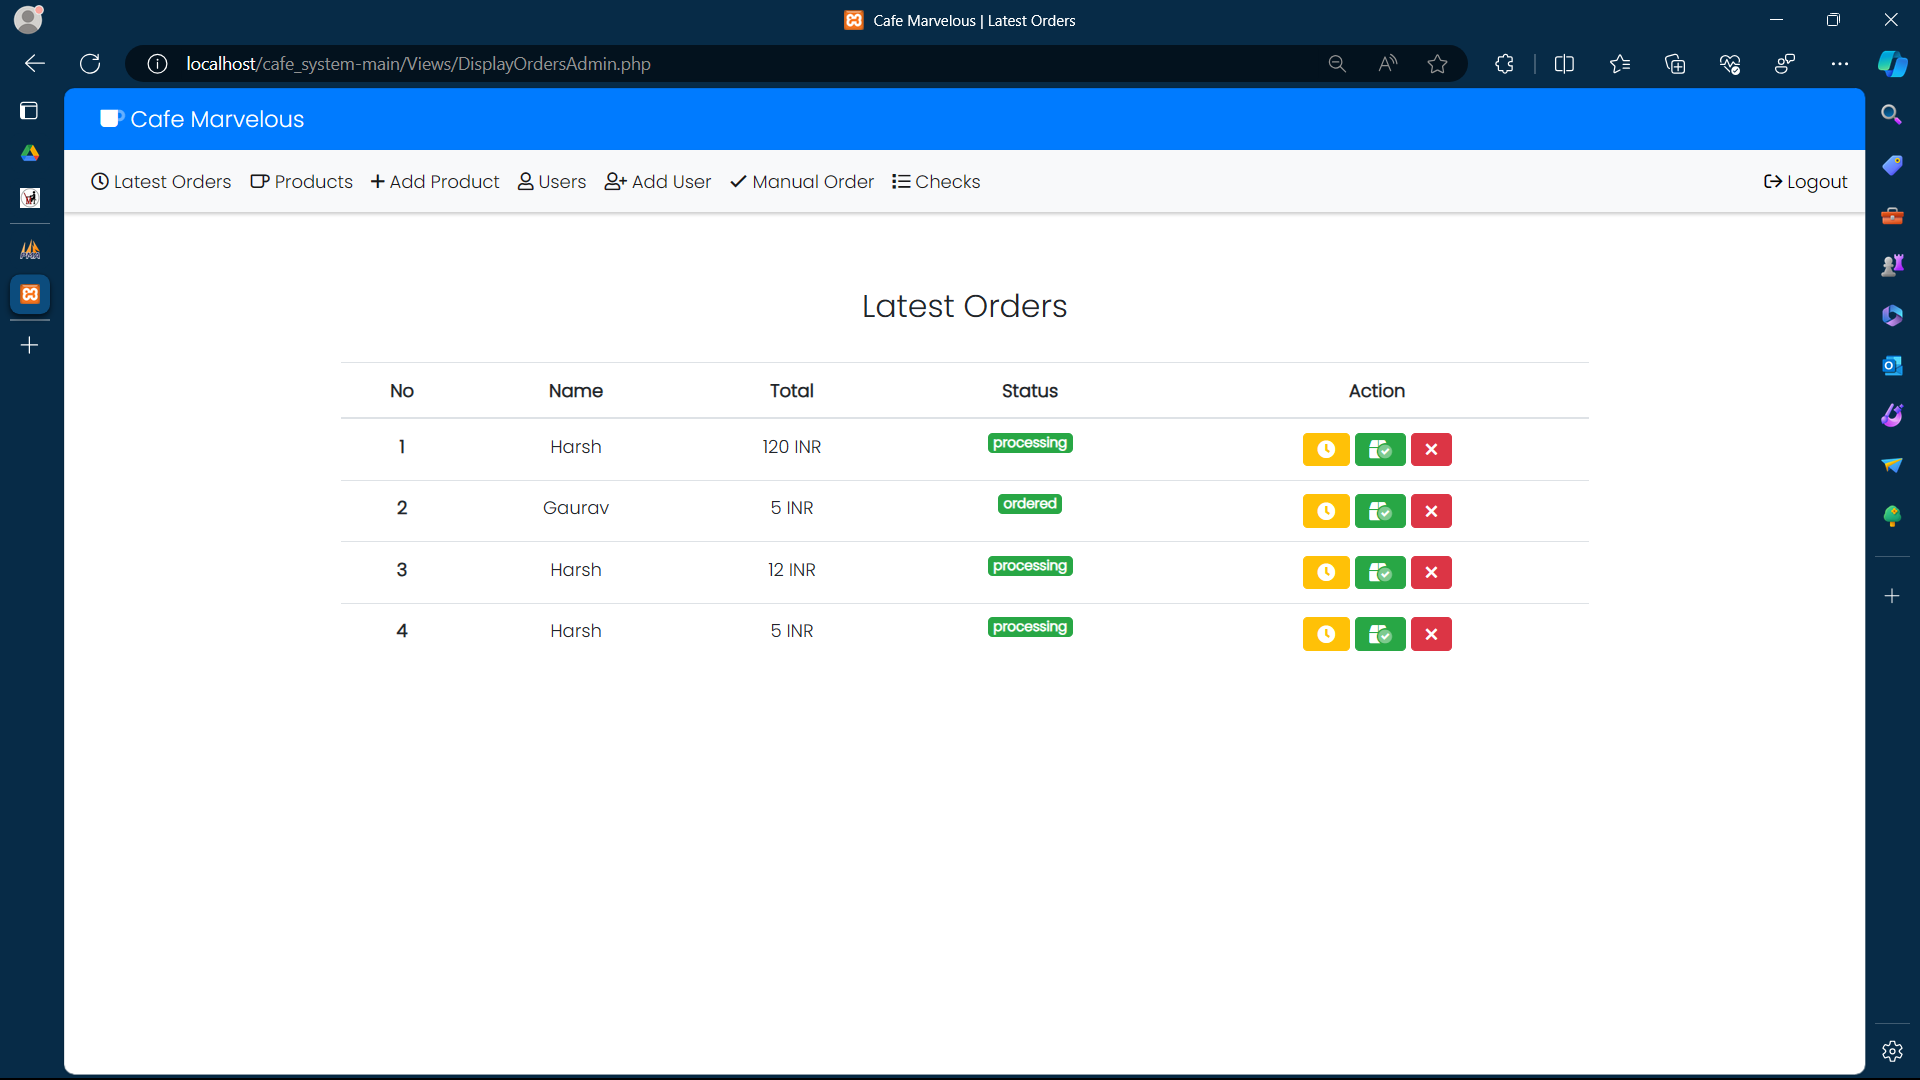 Cafe Marvelous | Latest Orders
localhost/cafe_system-main/Views/DisplayOrdersAdmin.php
Cafe Marvelous
Latest Orders Products Add Product Users Add User Manual Order Checks Logout
Latest Orders
No Name Total Status Action
1 Harsh 120 INR processing
2 Gaurav 5 INR ordered
3 Harsh 12 INR processing
4 Harsh 5 INR processing